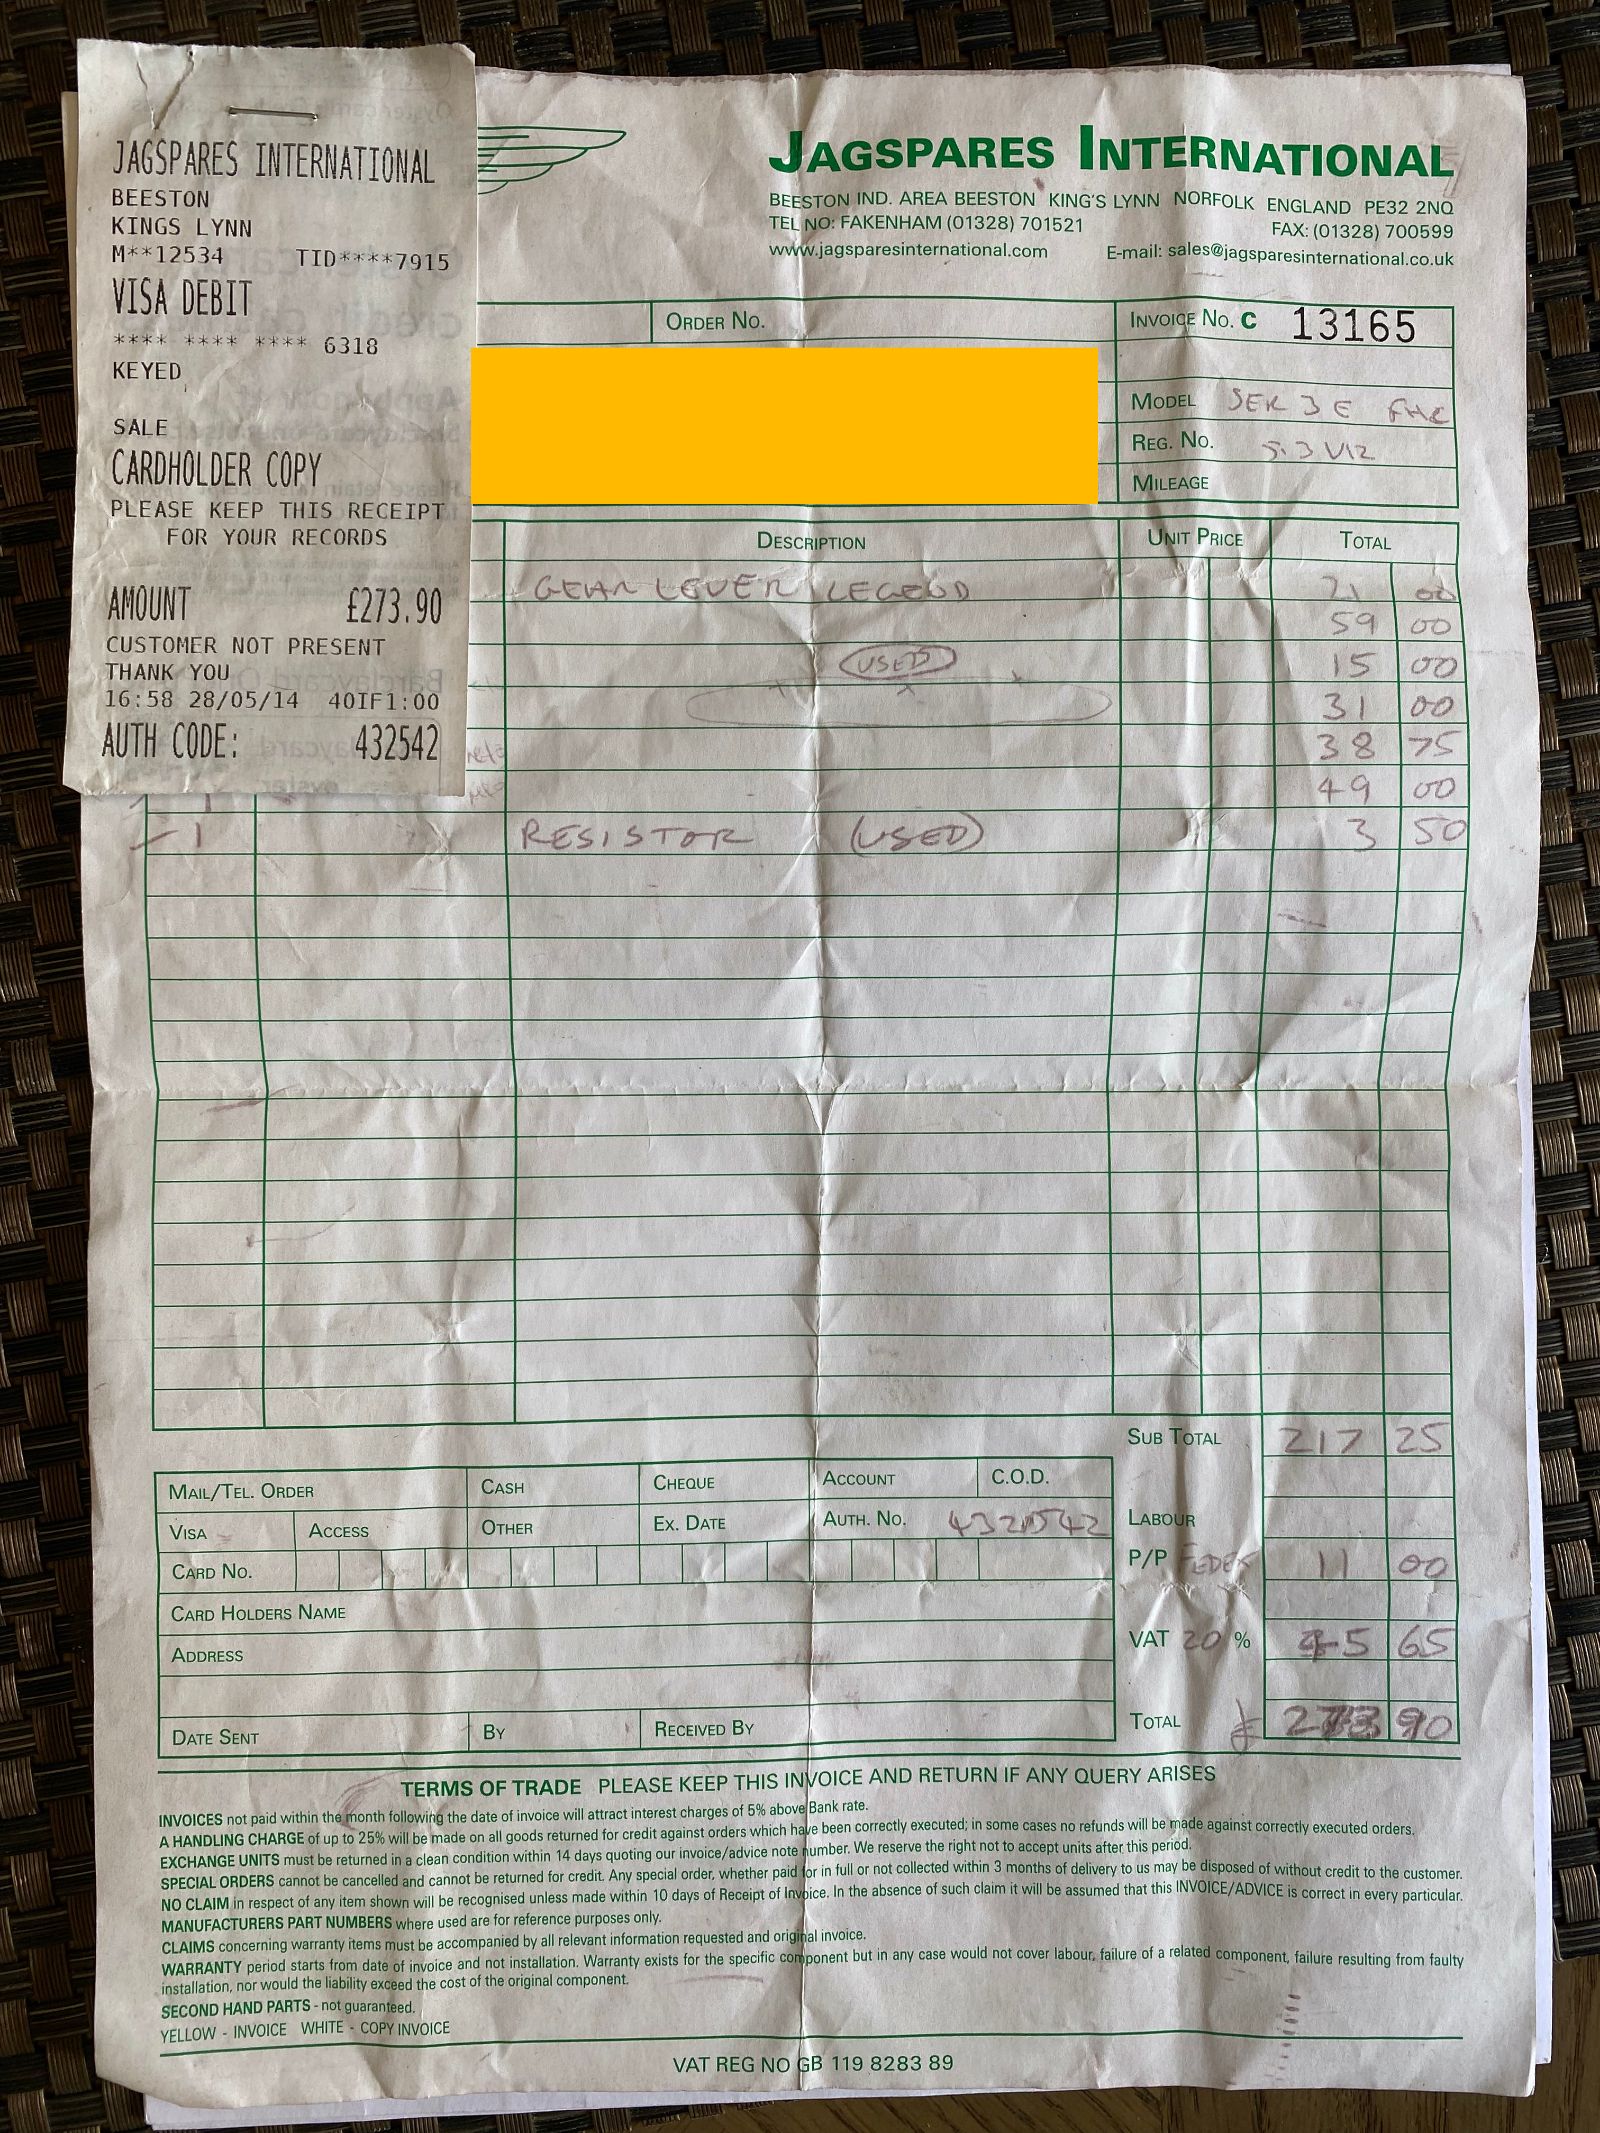 JAGSPARES INTERNATIONAL
BEESTON
KINGS LYNN
M**12534 TID****7915
VISA DEBIT
**** **** **** 6318
KEYED
SALE
CARDHOLDER COPY
PLEASE KEEP THIS RECEIPT
FOR YOUR RECORDS
AMOUNT £273.90
CUSTOMER NOT PRESENT
THANK YOU
16:58 28/05/14 40IF1:00
AUTH CODE: 432542
JAGSPARES INTERNATIONAL
BEESTON IND. AREA BEESTON KING'S LYNN NORFOLK ENGLAND PE32 2NQ
TEL NO: FAKENHAM (01328) 701521 FAX: (01328) 700599
www.jagsparesinternational.com E-mail: sales@jagsparesinternational.co.uk
ORDER NO. INVOICE NO. C 13165
MODEL SER 3 E FHC
REG. NO. 5.3 V12
MILEAGE
DESCRIPTION UNIT PRICE TOTAL
GEAR LEVER LEGEND 21 00
59 00
USED 15 00
31 00
38 75
49 00
1 RESISTOR (USED) 3 50
SUB TOTAL 217 25
MAIL/TEL. ORDER CASH CHEQUE ACCOUNT C.O.D.
VISA ACCESS OTHER EX. DATE AUTH. NO. 432542 LABOUR
CARD NO. P/P FEDEX 11 00
CARD HOLDERS NAME
ADDRESS VAT 20 % 45 65
DATE SENT BY RECEIVED BY TOTAL £ 273 90
TERMS OF TRADE PLEASE KEEP THIS INVOICE AND RETURN IF ANY QUERY ARISES
INVOICES not paid within the month following the date of invoice will attract interest charges of 5% above Bank rate.
A HANDLING CHARGE of up to 25% will be made on all goods returned for credit against orders which have been correctly executed; in some cases no refunds will be made against correctly executed orders.
EXCHANGE UNITS must be returned in a clean condition within 14 days quoting our invoice/advice note number. We reserve the right not to accept units after this period.
SPECIAL ORDERS cannot be cancelled and cannot be returned for credit. Any special order, whether paid for in full or not collected within 3 months of delivery to us may be disposed of without credit to the customer.
NO CLAIM in respect of any item shown will be recognised unless made within 10 days of Receipt of Invoice. In the absence of such claim it will be assumed that this INVOICE/ADVICE is correct in every particular.
MANUFACTURERS PART NUMBERS where used are for reference purposes only.
CLAIMS concerning warranty items must be accompanied by all relevant information requested and original invoice.
WARRANTY period starts from date of invoice and not installation. Warranty exists for the specific component but in any case would not cover labour, failure of a related component, failure resulting from faulty
installation, nor would the liability exceed the cost of the original component.
SECOND HAND PARTS - not guaranteed.
YELLOW - INVOICE WHITE - COPY INVOICE
VAT REG NO GB 119 8283 89